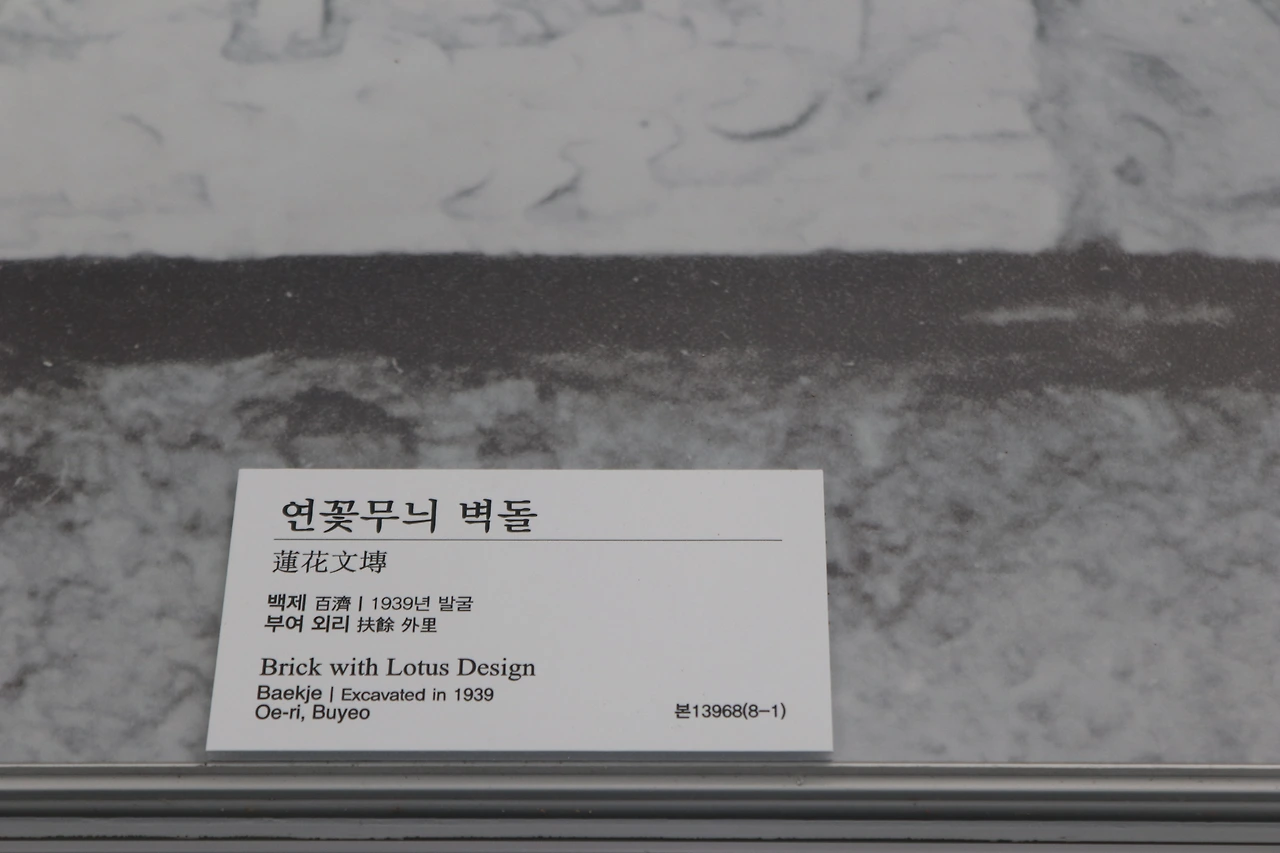 연꽃무늬 벽돌
蓮花文塼
백제 百濟 | 1939년 발굴
부여 외리 扶餘 外里
Brick with Lotus Design
Baekje | Excavated in 1939
Oe-ri, Buyeo
본13968(8-1)